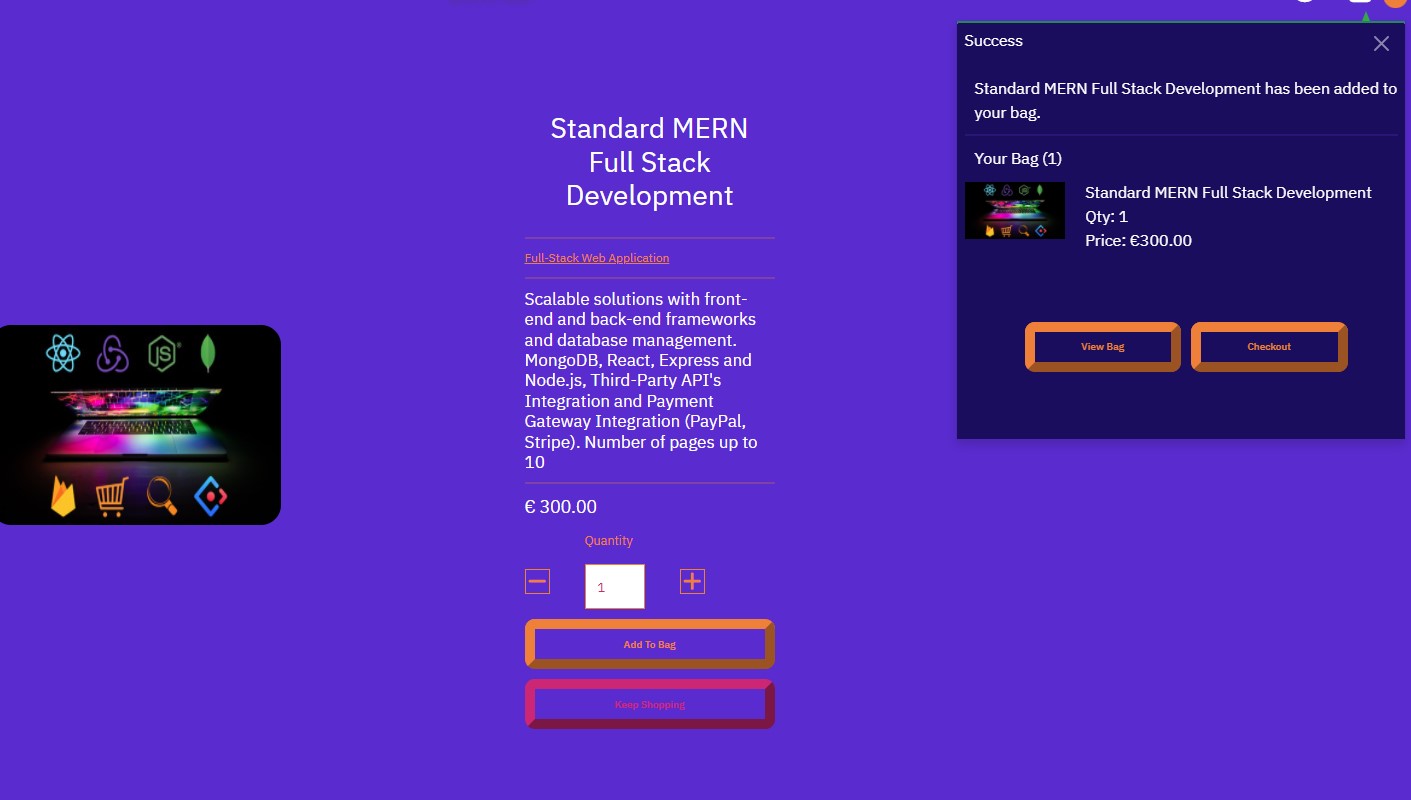 Standard MERN
Full Stack
Development
Full-Stack Web Application
Scalable solutions with front-
end and back-end frameworks
and database management.
MongoDB, React, Express and
Node.js, Third-Party API's
Integration and Payment
Gateway Integration (PayPal,
Stripe). Number of pages up to
10
€ 300.00
Quantity
1
Add To Bag
Keep Shopping
Success
Standard MERN Full Stack Development has been added to
your bag.
Your Bag (1)
Standard MERN Full Stack Development
Qty: 1
Price: €300.00
View Bag
Checkout